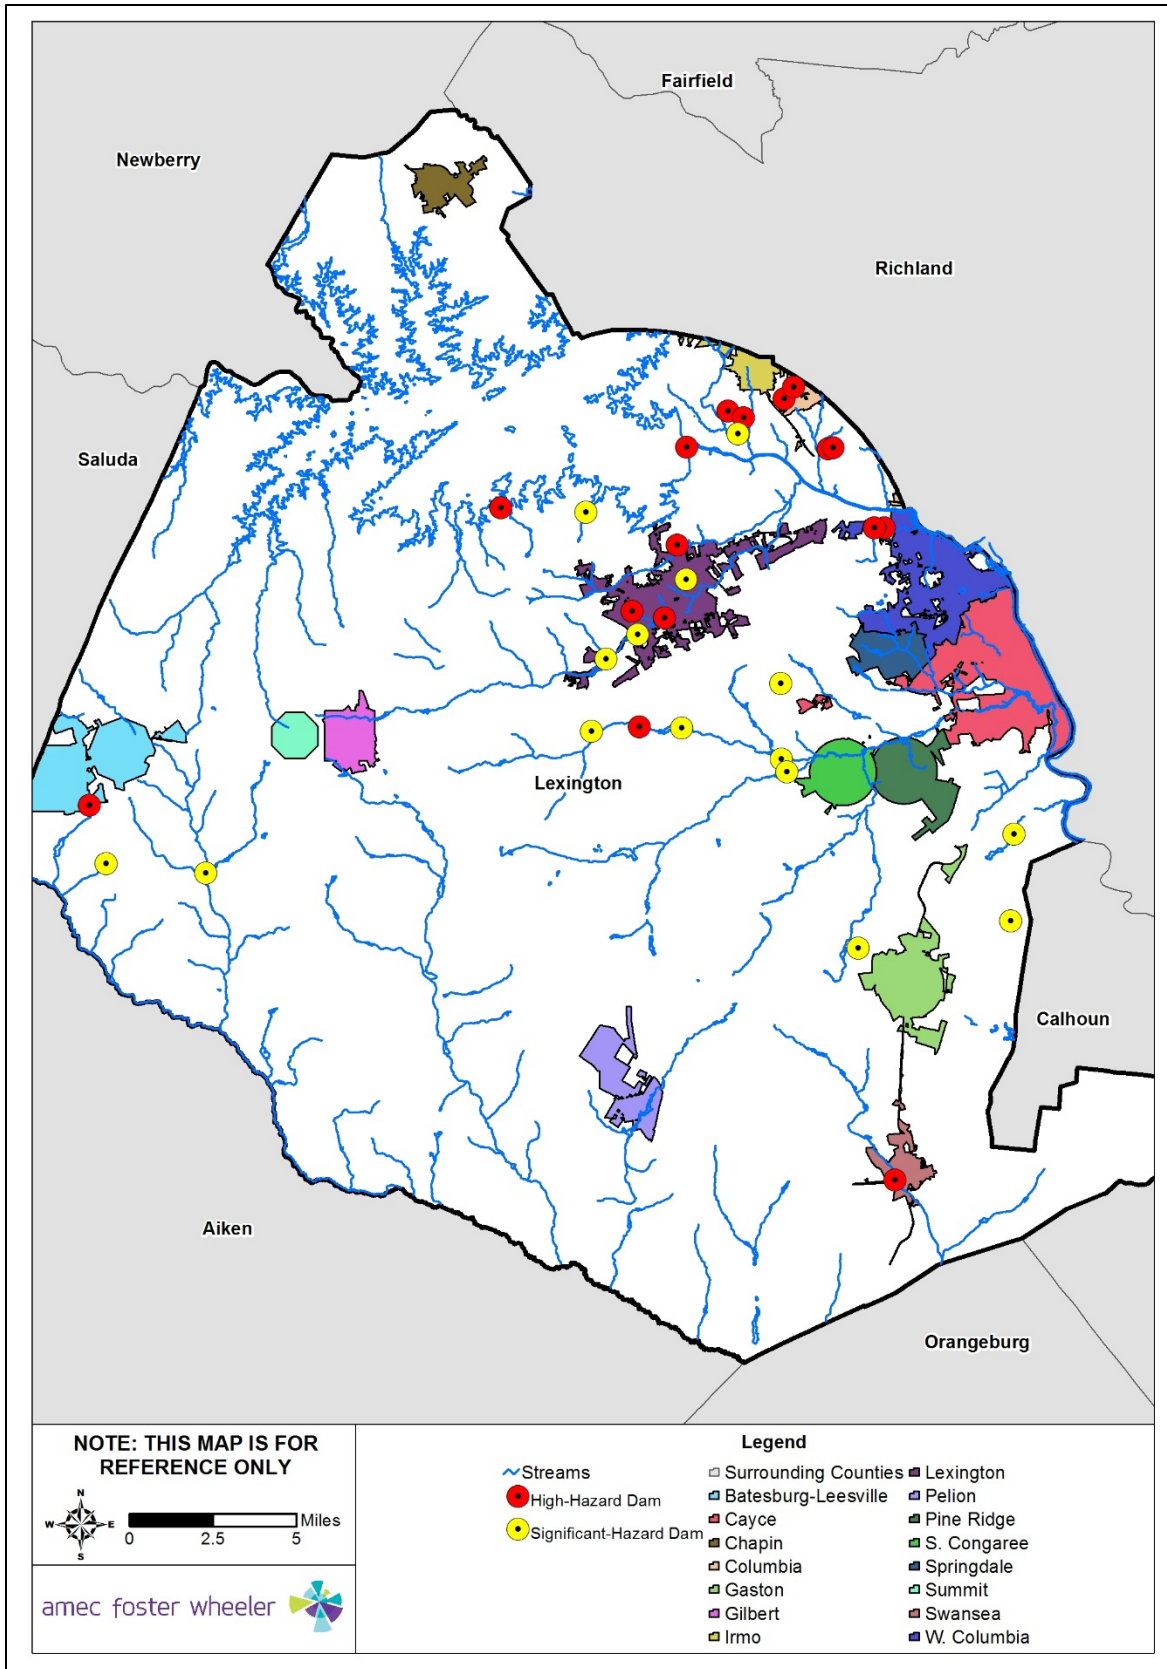 Fairfield
Newberry
Richland
Saluda
Lexington
Calhoun
Aiken
Orangeburg
NOTE: THIS MAP IS FOR
REFERENCE ONLY
N
W E
S
Miles
0 2.5 5
amec foster wheeler
Legend
Streams
High-Hazard Dam
Significant-Hazard Dam
Surrounding Counties
Batesburg-Leesville
Cayce
Chapin
Columbia
Gaston
Gilbert
Irmo
Lexington
Pelion
Pine Ridge
S. Congaree
Springdale
Summit
Swansea
W. Columbia